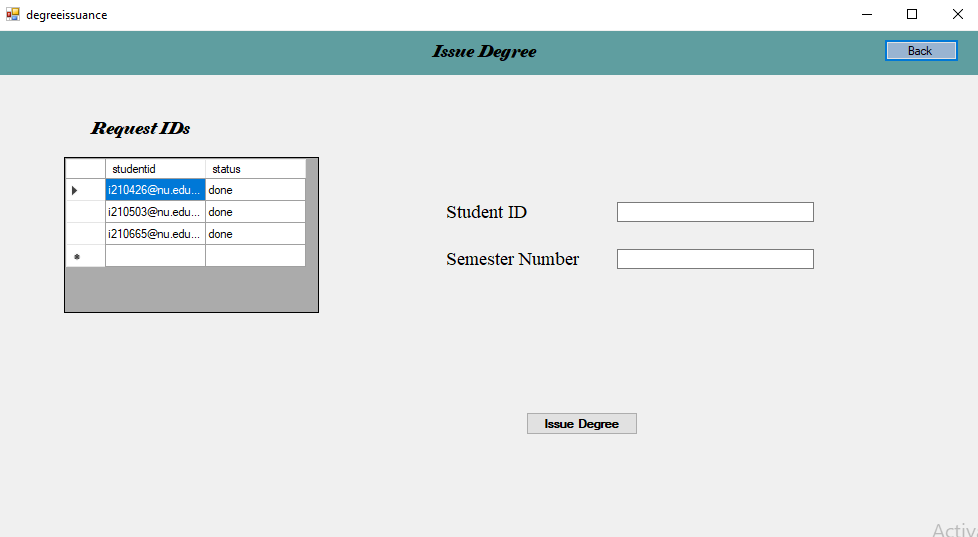 degreeissuance
Issue Degree
Back
Request IDs
studentid status
i210426@nu.edu... done
i210503@nu.edu... done
i210665@nu.edu... done
Student ID
Semester Number
Issue Degree
Activ